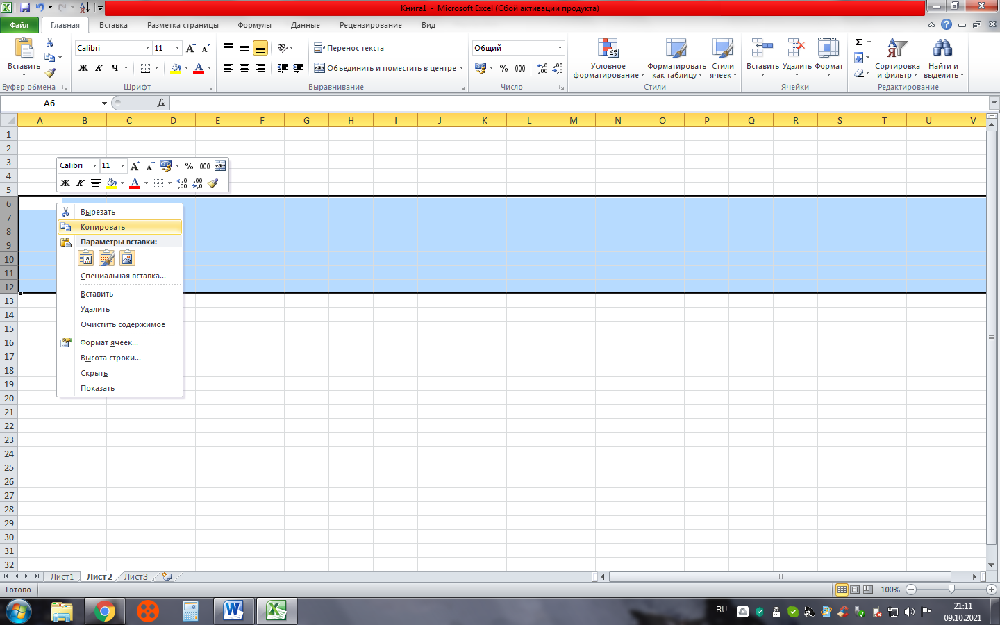 Книга1 - Microsoft Excel (Сбой активации продукта)
Файл Главная Вставка Разметка страницы Формулы Данные Рецензирование Вид
Calibri 11 Перенос текста Общий
Вставить Ж К Ч Объединить и поместить в центре % 000 Условное форматирование Форматировать как таблицу Стили ячеек Вставить Удалить Формат Σ Сортировка и фильтр Найти и выделить
Буфер обмена Шрифт Выравнивание Число Стили Ячейки Редактирование
A6 fx
A B C D E F G H I J K L M N O P Q R S T U V
1
2
3
4
5
6
7
8
9
10
11
12
13
14
15
16
17
18
19
20
21
22
23
24
25
26
27
28
29
30
31
32
Calibri 11 A A % 000
Ж К A
Вырезать
Копировать
Параметры вставки:
Специальная вставка...
Вставить
Удалить
Очистить содержимое
Формат ячеек...
Высота строки...
Скрыть
Показать
Лист1 Лист2 Лист3
Готово 100%
RU 21:11
09.10.2021